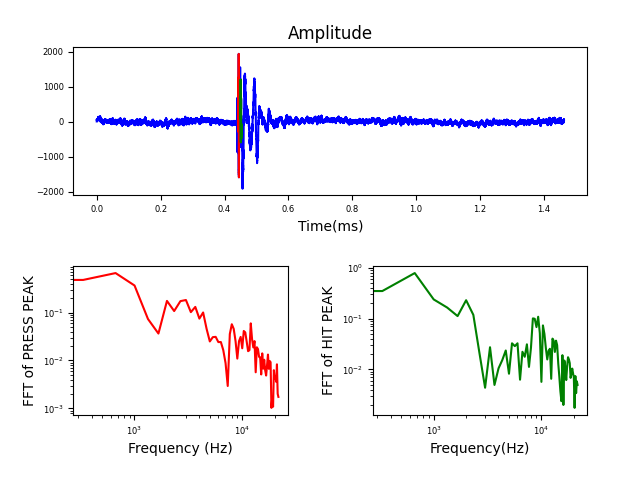 Amplitude
2000
1000
0
−1000
−2000
0.0 0.2 0.4 0.6 0.8 1.0 1.2 1.4
Time(ms)
FFT of PRESS PEAK
10⁻¹
10⁻²
10⁻³
10³ 10⁴
Frequency (Hz)
FFT of HIT PEAK
10⁰
10⁻¹
10⁻²
10³ 10⁴
Frequency(Hz)